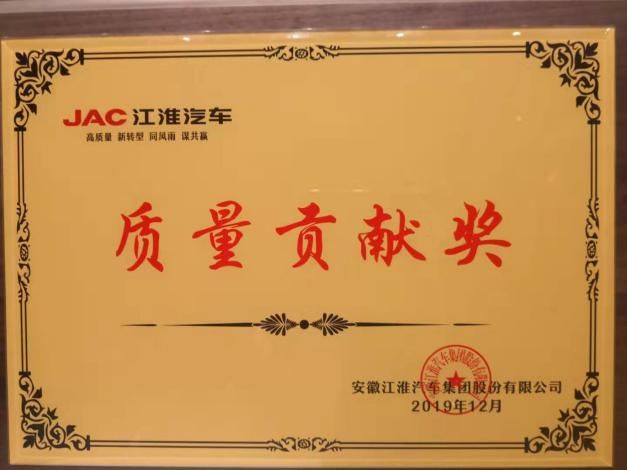 JAC 江淮汽车
高质量 新转型 同风雨 谋共赢
质量贡献奖
安徽江淮汽车集团股份有限公司
2019年12月